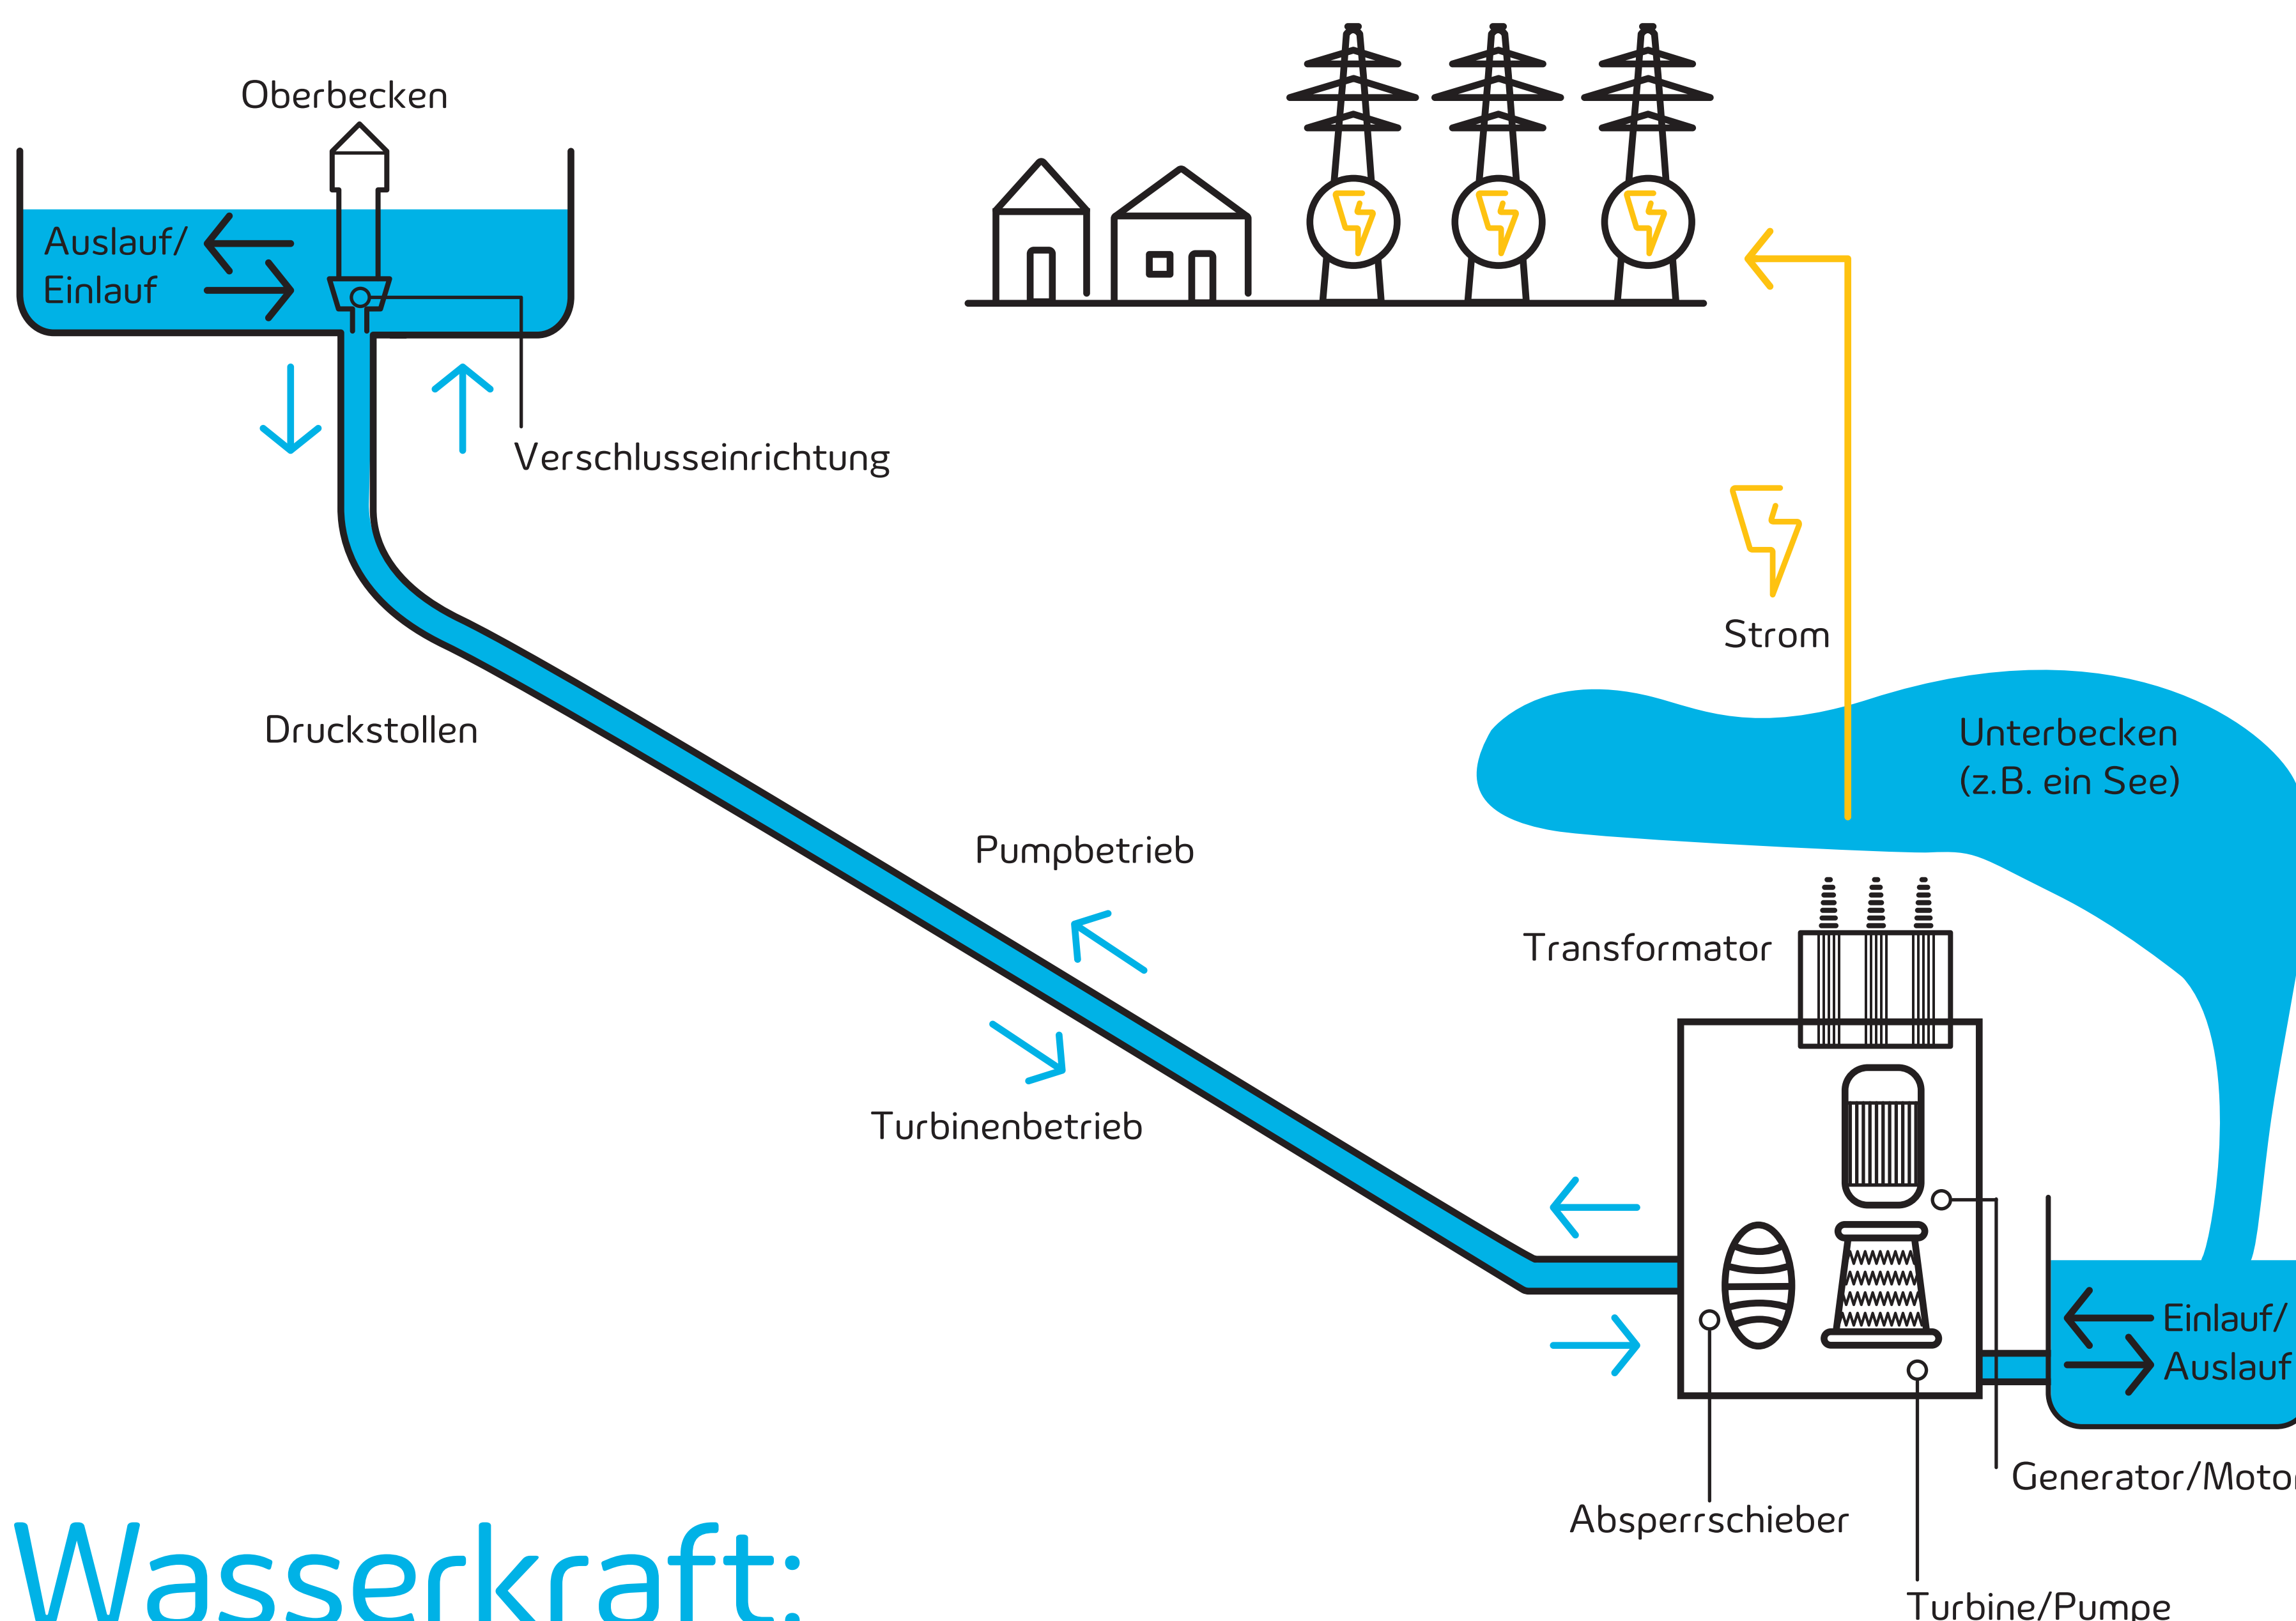 Oberbecken
Auslauf/
Einlauf
Verschlusseinrichtung
Strom
Druckstollen
Unterbecken
(z.B. ein See)
Pumpbetrieb
Transformator
Turbinenbetrieb
Einlauf/
Auslauf
Generator/Motor
Absperrschieber
Turbine/Pumpe
Wasserkraft: